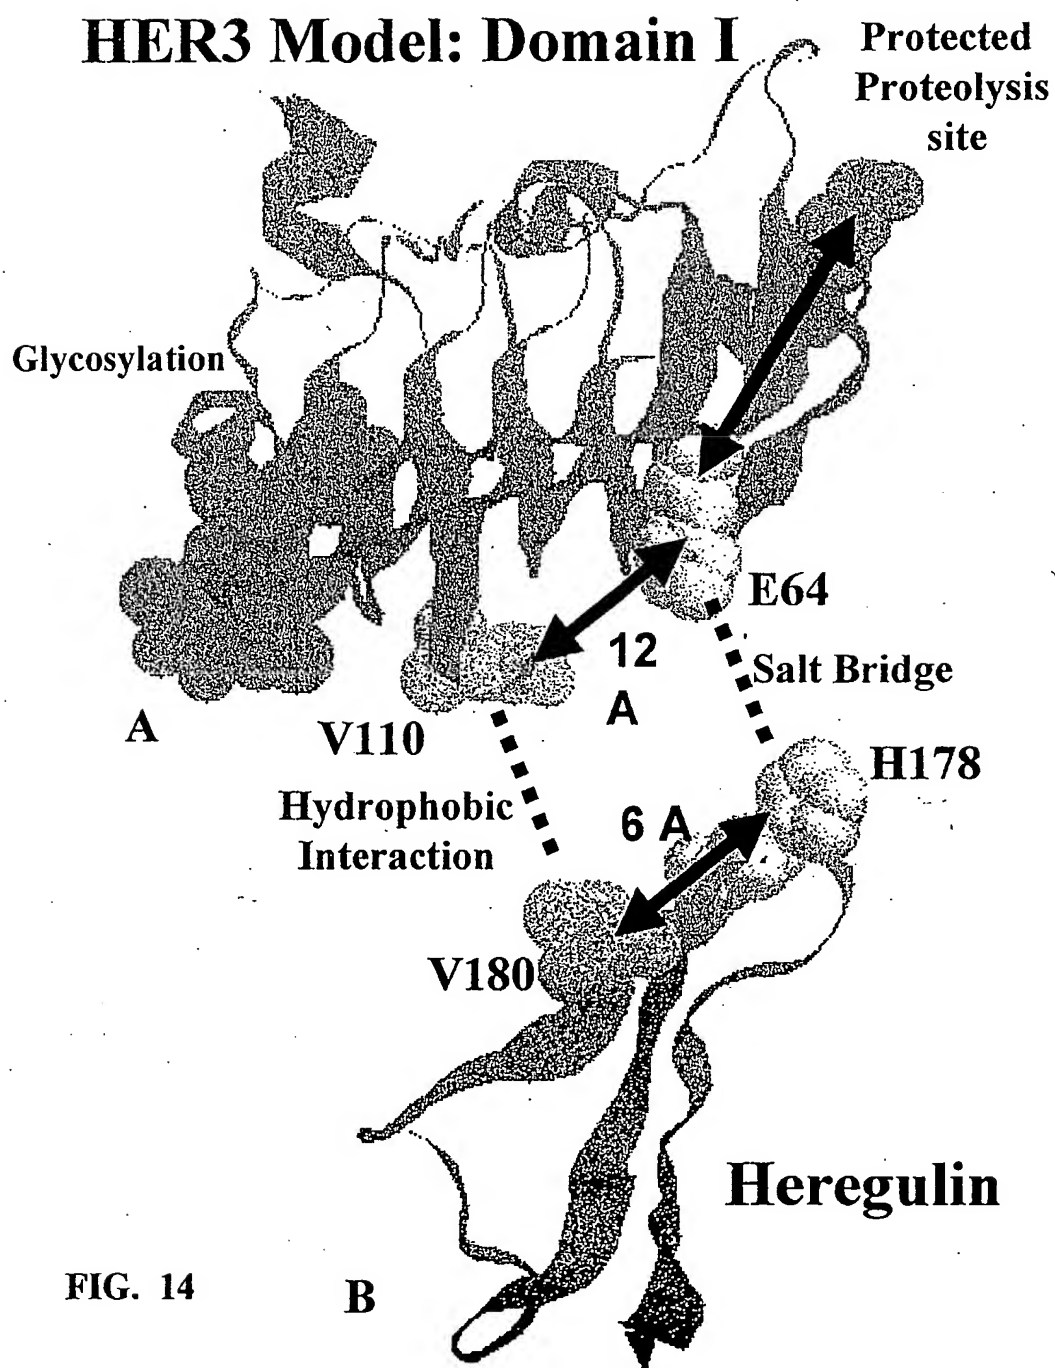 HER3 Model: Domain I
Protected
Proteolysis
site
Glycosylation
E64
12
A
Salt Bridge
A
V110
H178
Hydrophobic
Interaction
6 A
V180
Heregulin
FIG. 14
B